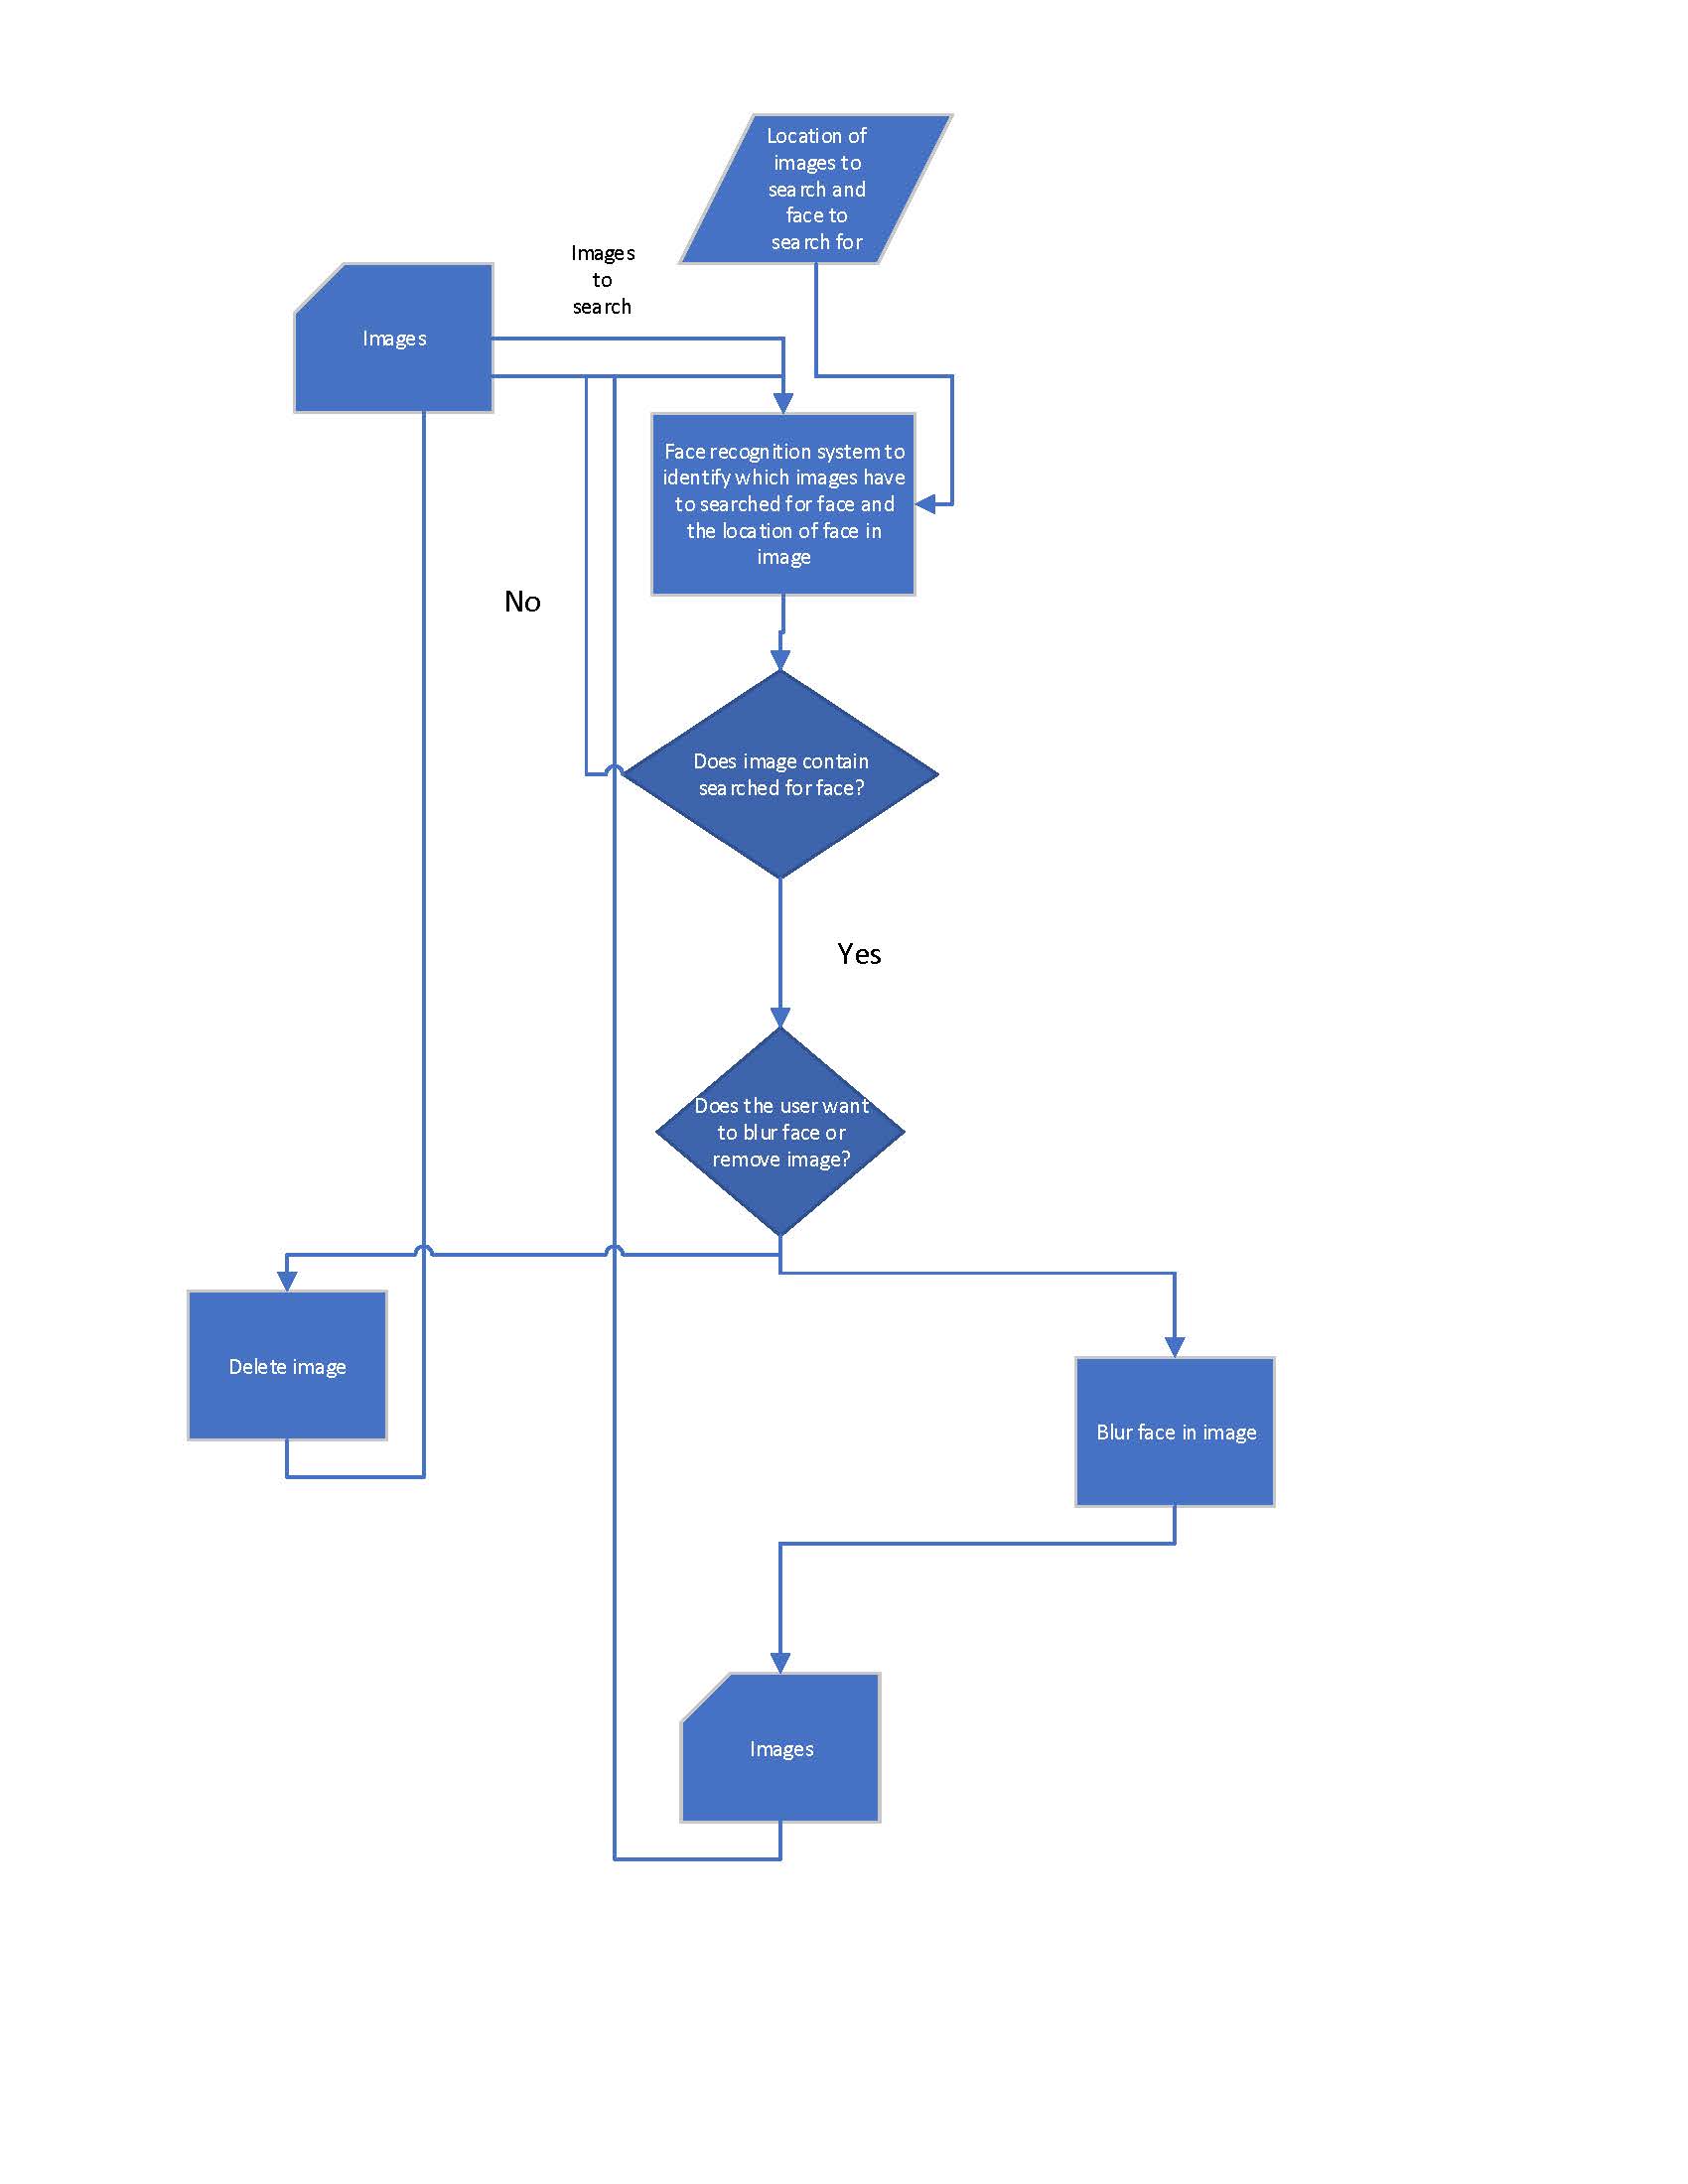 Location of
images to
search and
face to
search for
Images
to
search
Images
Face recognition system to
identify which images have
to searched for face and
the location of face in
image
No
Does image contain
searched for face?
Yes
Does the user want
to blur face or
remove image?
Delete image
Blur face in image
Images